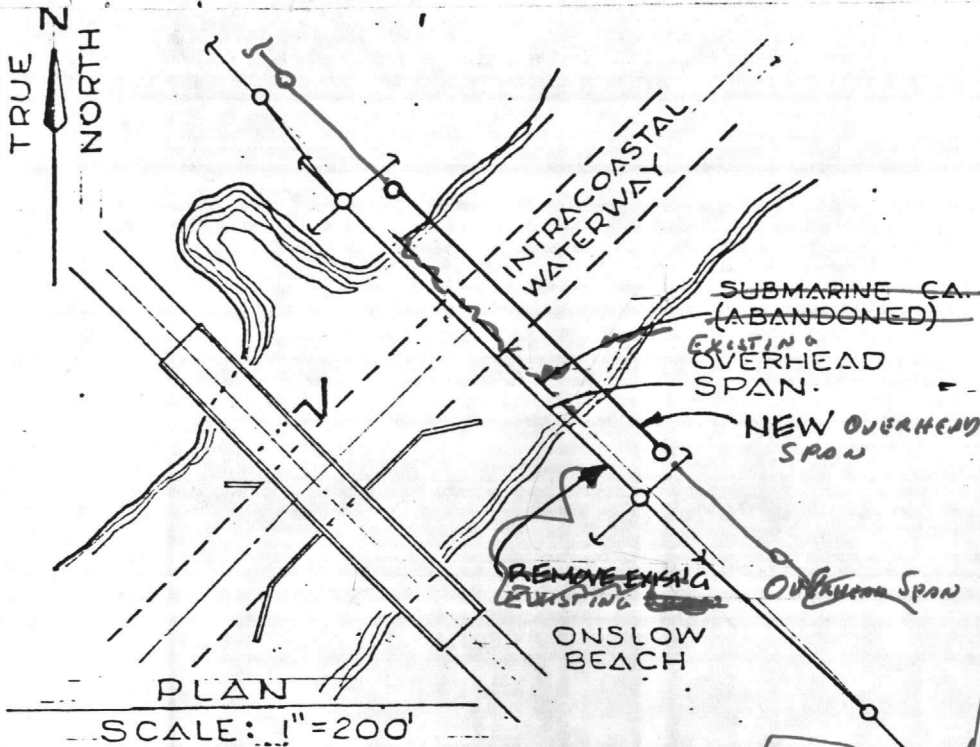 TRUE
N
NORTH
INTRACOASTAL
WATERWAY
SUBMARINE CA.
(ABANDONED)
EXISTING
OVERHEAD
SPAN.
NEW OVERHEAD
SPAN
REMOVE EXISING
EXISTING
OVERHEAD SPAN
ONSLOW
BEACH
PLAN
SCALE: 1"=200'